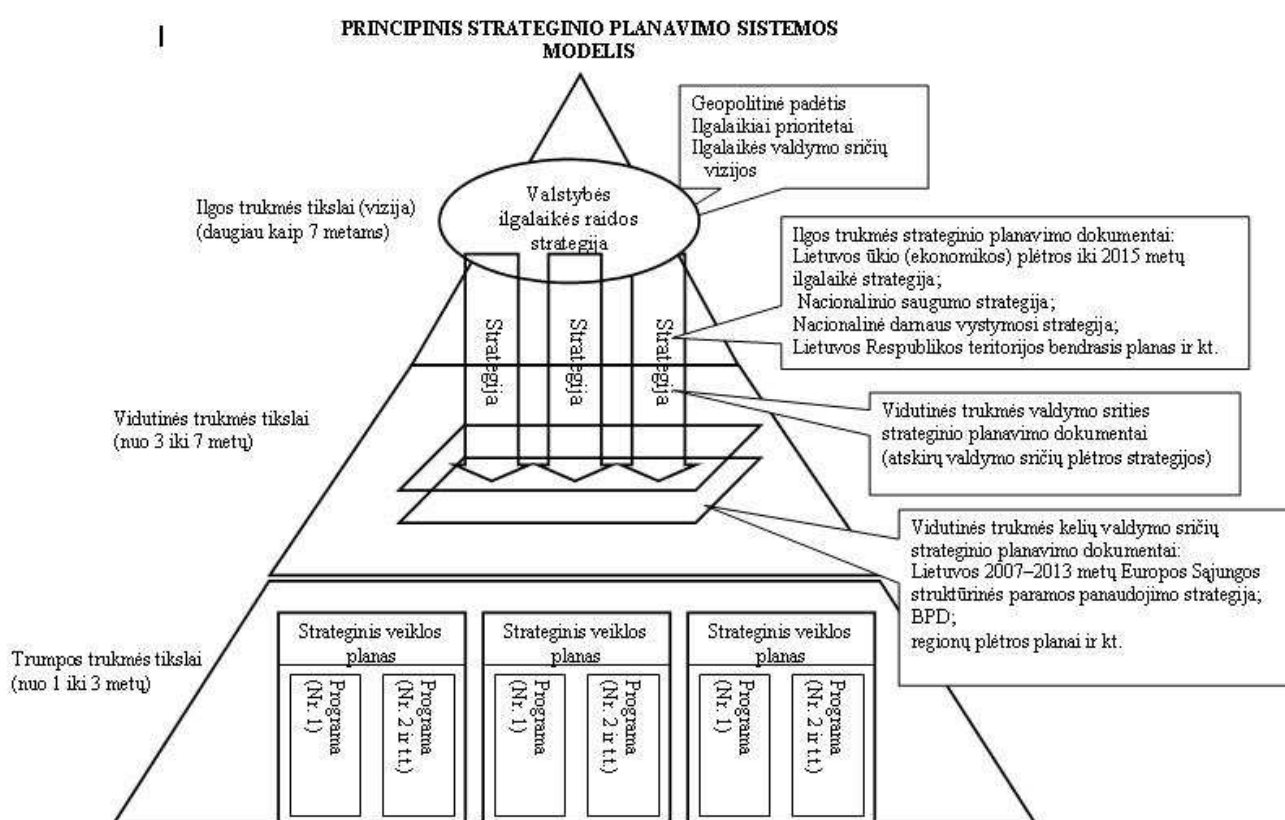 PRINCIPINIS STRATEGINIO PLANAVIMO SISTEMOS
MODELIS
Geopolitinė padėtis
Ilgalaikiai prioritetai
Ilgalaikės valdymo sričių
vizijos
Ilgos trukmės tikslai (vizija)
(daugiau kaip 7 metams)
Valstybės
ilgalaikės raidos
strategija
Ilgos trukmės strateginio planavimo dokumentai:
Lietuvos ūkio (ekonomikos) plėtros iki 2015 metų
ilgalaikė strategija;
Nacionalinio saugumo strategija;
Nacionalinė darnaus vystymosi strategija;
Lietuvos Respublikos teritorijos bendrasis planas ir kt.
Strategija
Strategija
Strategija
Vidutinės trukmės tikslai
(nuo 3 iki 7 metų)
Vidutinės trukmės valdymo srities
strateginio planavimo dokumentai
(atskirų valdymo sričių plėtros strategijos)
Vidutinės trukmės kelių valdymo sričių
strateginio planavimo dokumentai:
Lietuvos 2007–2013 metų Europos Sąjungos
struktūrinės paramos panaudojimo strategija;
BPD;
regionų plėtros planai ir kt.
Trumpos trukmės tikslai
(nuo 1 iki 3 metų)
Strateginis veiklos
planas
Programa
(Nr. 1)
Programa
(Nr. 2 ir t.t.)
Strateginis veiklos
planas
Programa
(Nr. 1)
Programa
(Nr. 2 ir t.t.)
Strateginis veiklos
planas
Programa
(Nr. 1)
Programa
(Nr. 2 ir t.t.)